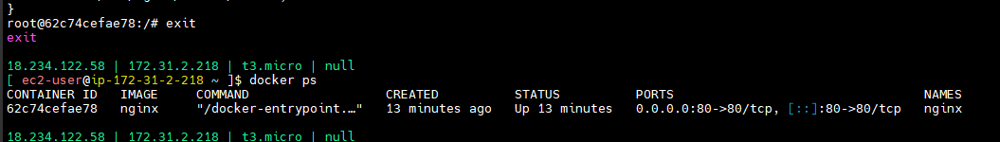 }
root@62c74cefae78:/# exit
exit
18.234.122.58 | 172.31.2.218 | t3.micro | null
[ ec2-user@ip-172-31-2-218 ~ ]$ docker ps
CONTAINER ID   IMAGE     COMMAND                  CREATED          STATUS          PORTS                                 NAMES
62c74cefae78   nginx     "/docker-entrypoint.…"   13 minutes ago   Up 13 minutes   0.0.0.0:80->80/tcp, [::]:80->80/tcp   nginx
18.234.122.58 | 172.31.2.218 | t3.micro | null